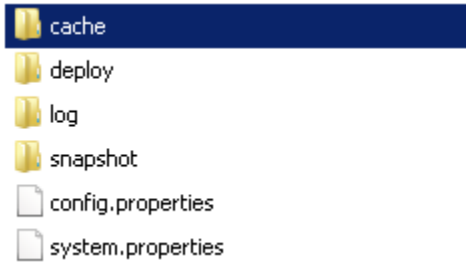 cache
deploy
log
snapshot
config.properties
system.properties